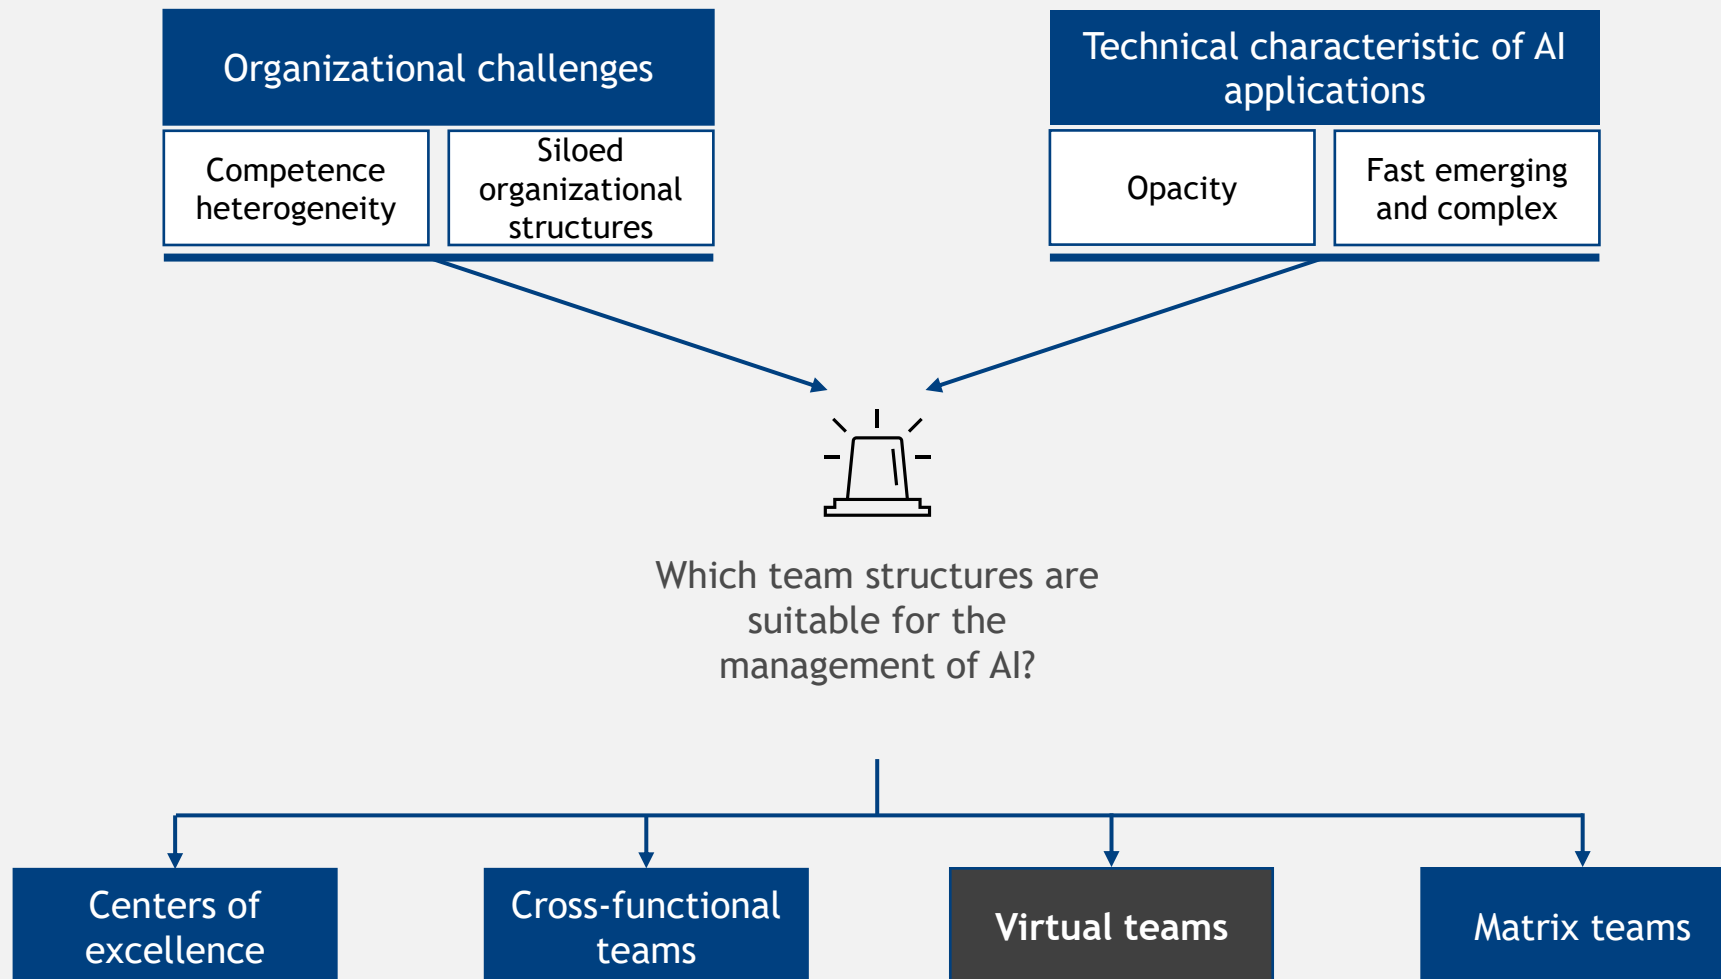 Organizational challenges
Technical characteristic of AI
applications
Competence
heterogeneity
Siloed
organizational
structures
Opacity
Fast emerging
and complex
Which team structures are
suitable for the
management of AI?
Centers of
excellence
Cross-functional
teams
Virtual teams
Matrix teams